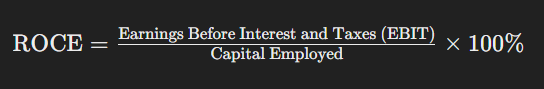 ROCE = Earnings Before Interest and Taxes (EBIT) / Capital Employed × 100%